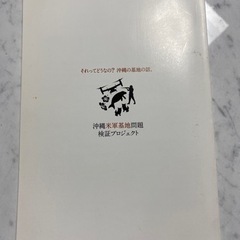 それってどうなの? 沖縄の基地の話。
沖縄米軍基地問題
検証プロジェクト